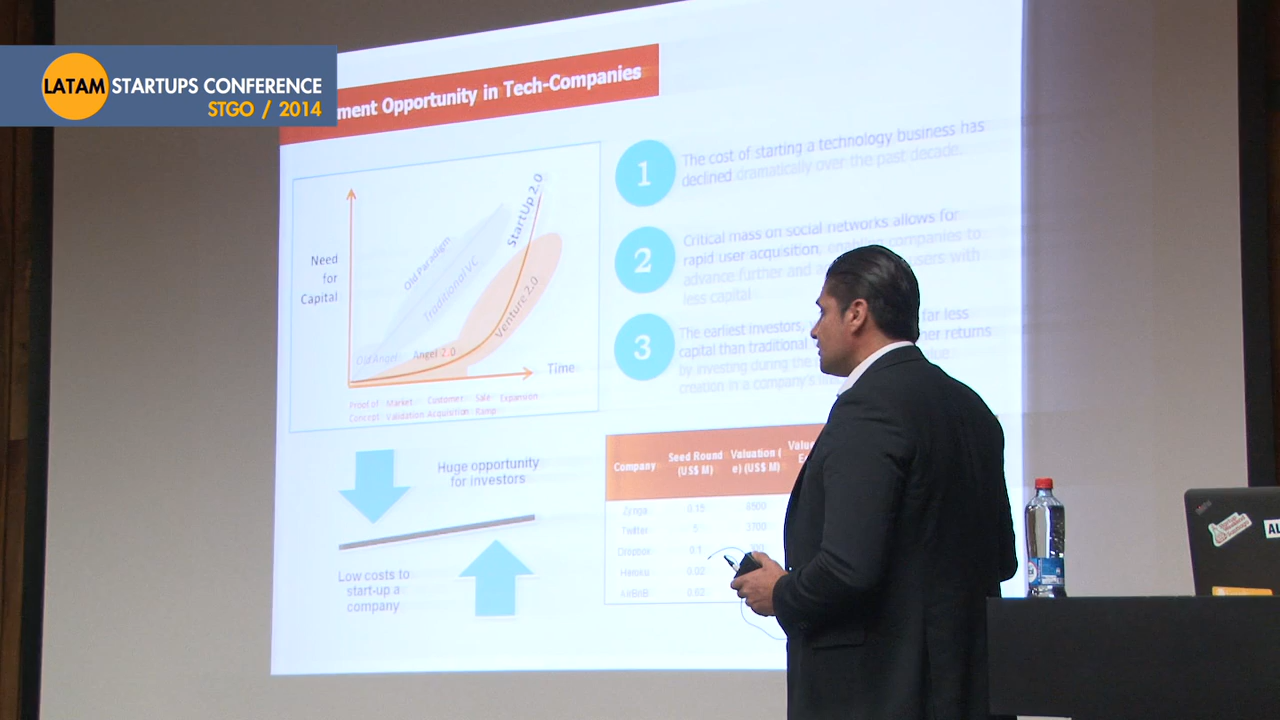 LATAM STARTUPS CONFERENCE
STGO / 2014
ment Opportunity in Tech-Companies
Need
for
Capital
Old Paradigm
Traditional VC
StartUp 2.0
Venture 2.0
Old Angel
Angel 2.0
Time
Proof of Market Customer Sale Expansion
Concept Validation Acquisition Ramp
1
The cost of starting a technology business has
declined dramatically over the past decade.
2
Critical mass on social networks allows for
rapid user acquisition, companies to
advance further and users with
less capital
3
The earliest investors, far less
capital than traditional returns
by investing during the
creation in a company's
Huge opportunity
for investors
Low costs to
start-up a
company
Company Seed Round Valuation (
(US$ M) e) (US$ M)
Zynga 0.15
Twitter 5 3700
Dropbox 0.1
Heroku 0.02
AirBnB 0.02